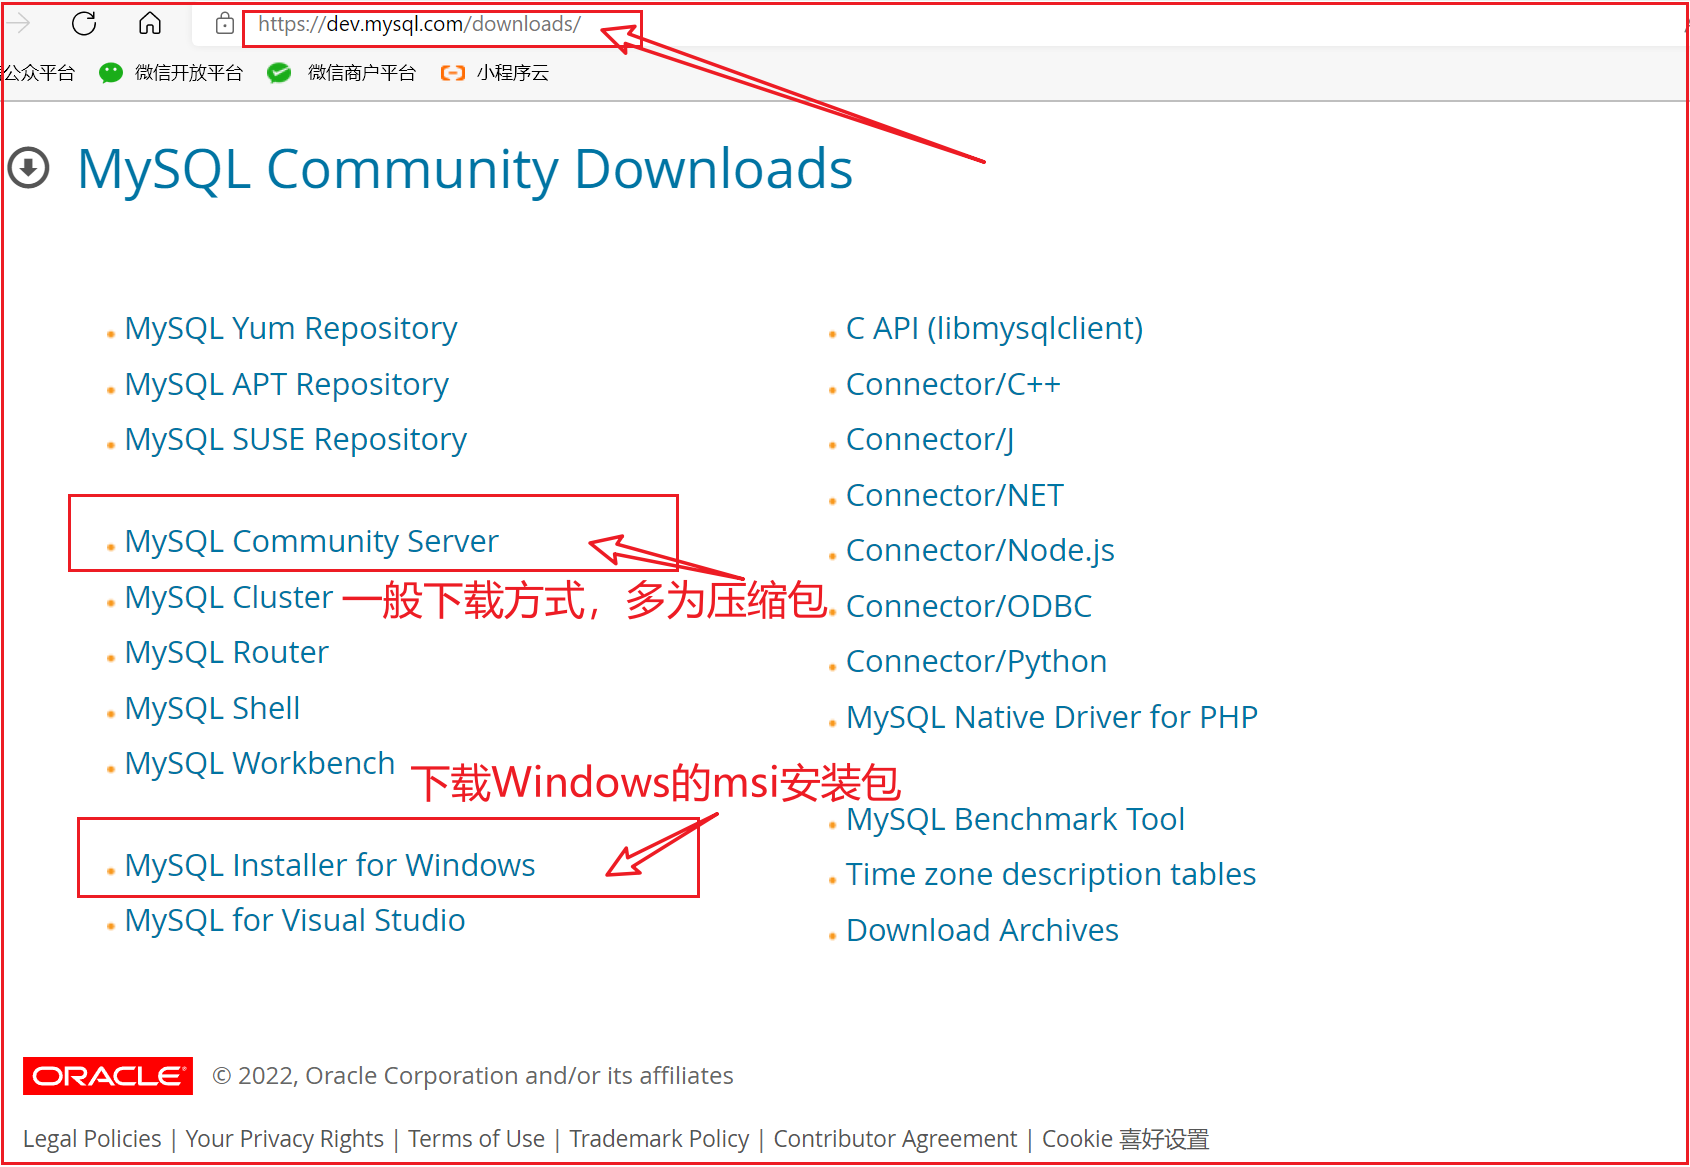 https://dev.mysql.com/downloads/
公众平台 微信开放平台 微信商户平台 小程序云
MySQL Community Downloads
MySQL Yum Repository
MySQL APT Repository
MySQL SUSE Repository
MySQL Community Server
MySQL Cluster
一般下载方式，多为压缩包
MySQL Router
MySQL Shell
MySQL Workbench
下载Windows的msi安装包
MySQL Installer for Windows
MySQL for Visual Studio
C API (libmysqlclient)
Connector/C++
Connector/J
Connector/NET
Connector/Node.js
Connector/ODBC
Connector/Python
MySQL Native Driver for PHP
MySQL Benchmark Tool
Time zone description tables
Download Archives
ORACLE © 2022, Oracle Corporation and/or its affiliates
Legal Policies | Your Privacy Rights | Terms of Use | Trademark Policy | Contributor Agreement | Cookie 喜好设置